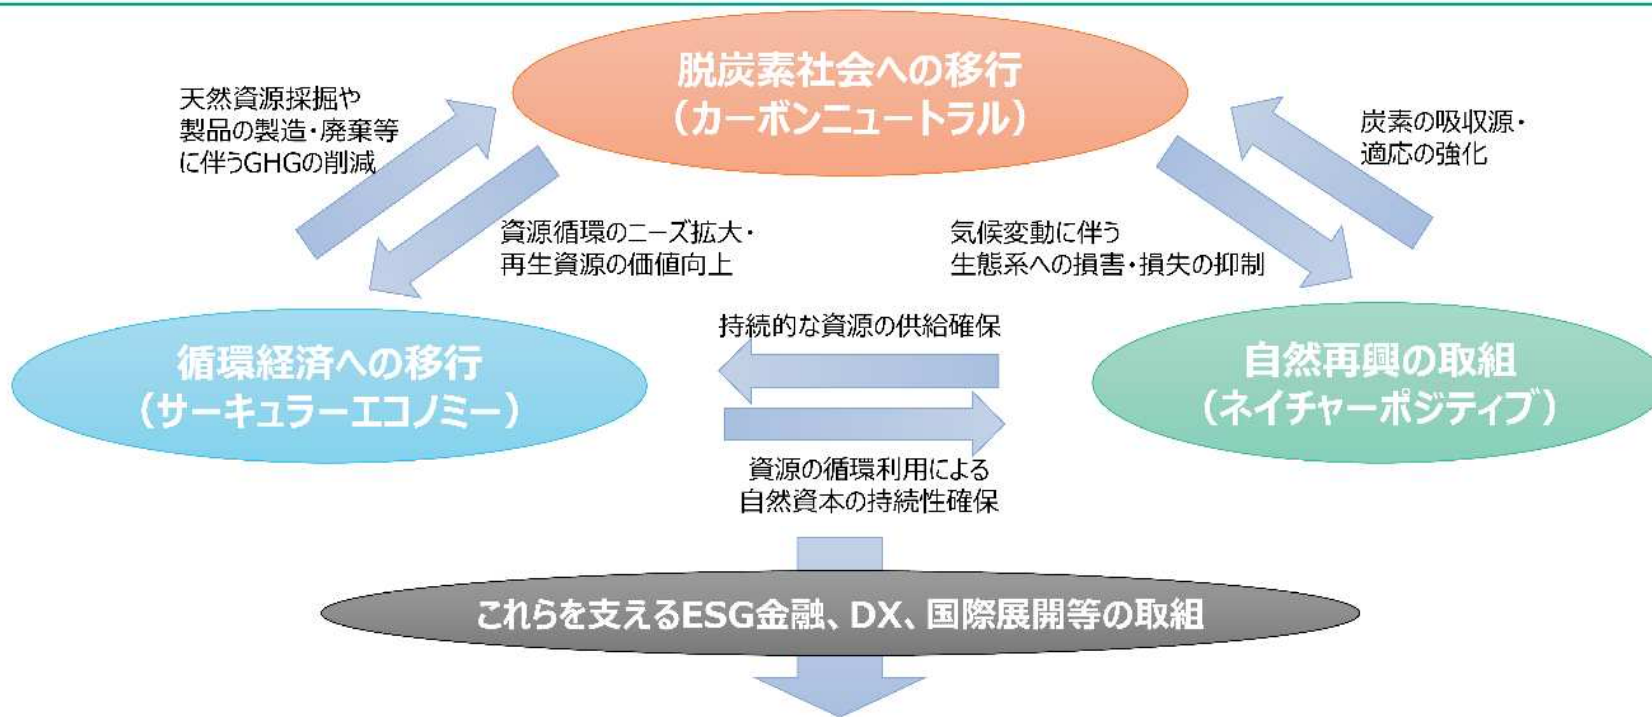 脱炭素社会への移行
（カーボンニュートラル）
天然資源採掘や
製品の製造・廃棄等
に伴うGHGの削減
炭素の吸収源・
適応の強化
資源循環のニーズ拡大・
再生資源の価値向上
気候変動に伴う
生態系への損害・損失の抑制
持続的な資源の供給確保
循環経済への移行
（サーキュラーエコノミー）
自然再興の取組
（ネイチャーポジティブ）
資源の循環利用による
自然資本の持続性確保
これらを支えるESG金融、DX、国際展開等の取組